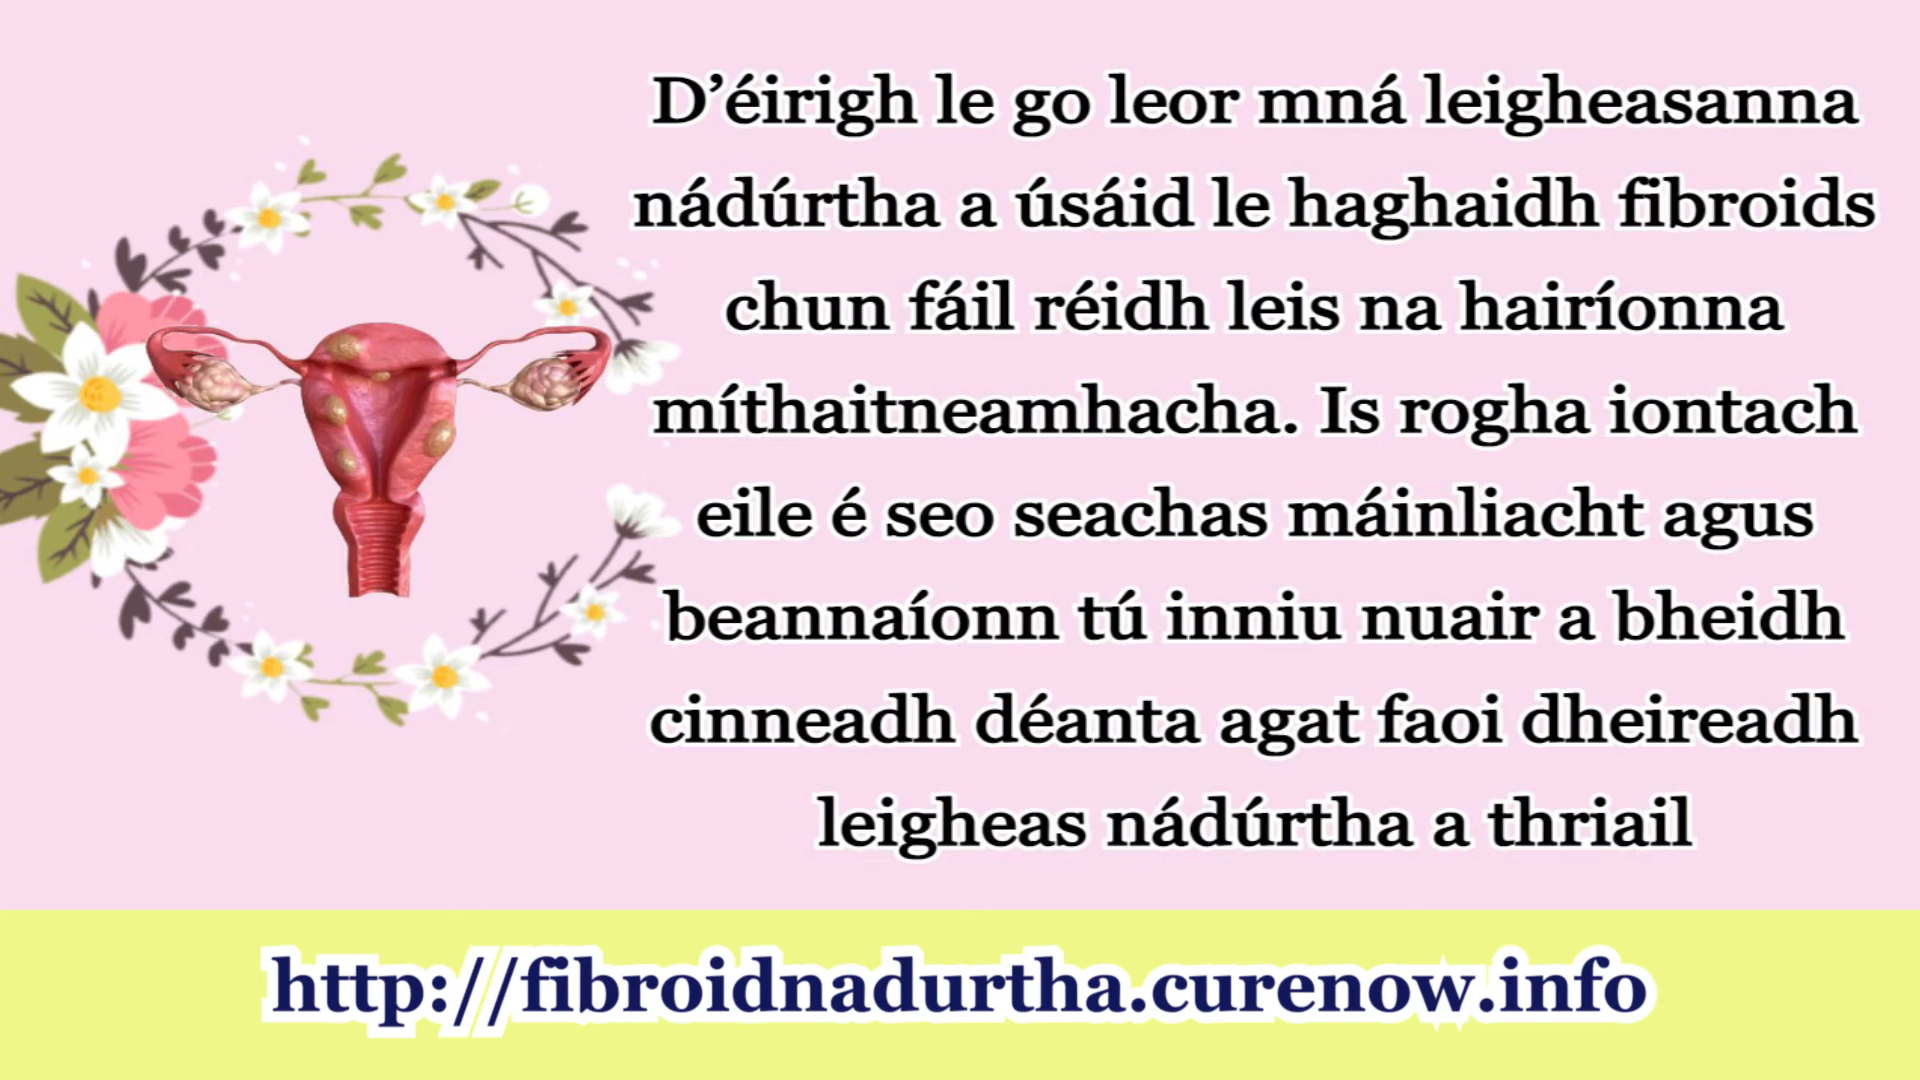 D’éirigh le go leor mná leigheasanna
nádúrtha a úsáid le haghaidh fibroids
chun fáil réidh leis na hairíonna
míthaitneamhacha. Is rogha iontach
eile é seo seachas máinliacht agus
beannaíonn tú inniu nuair a bheidh
cinneadh déanta agat faoi dheireadh
leigheas nádúrtha a thriail
http://fibroidnadurtha.curenow.info